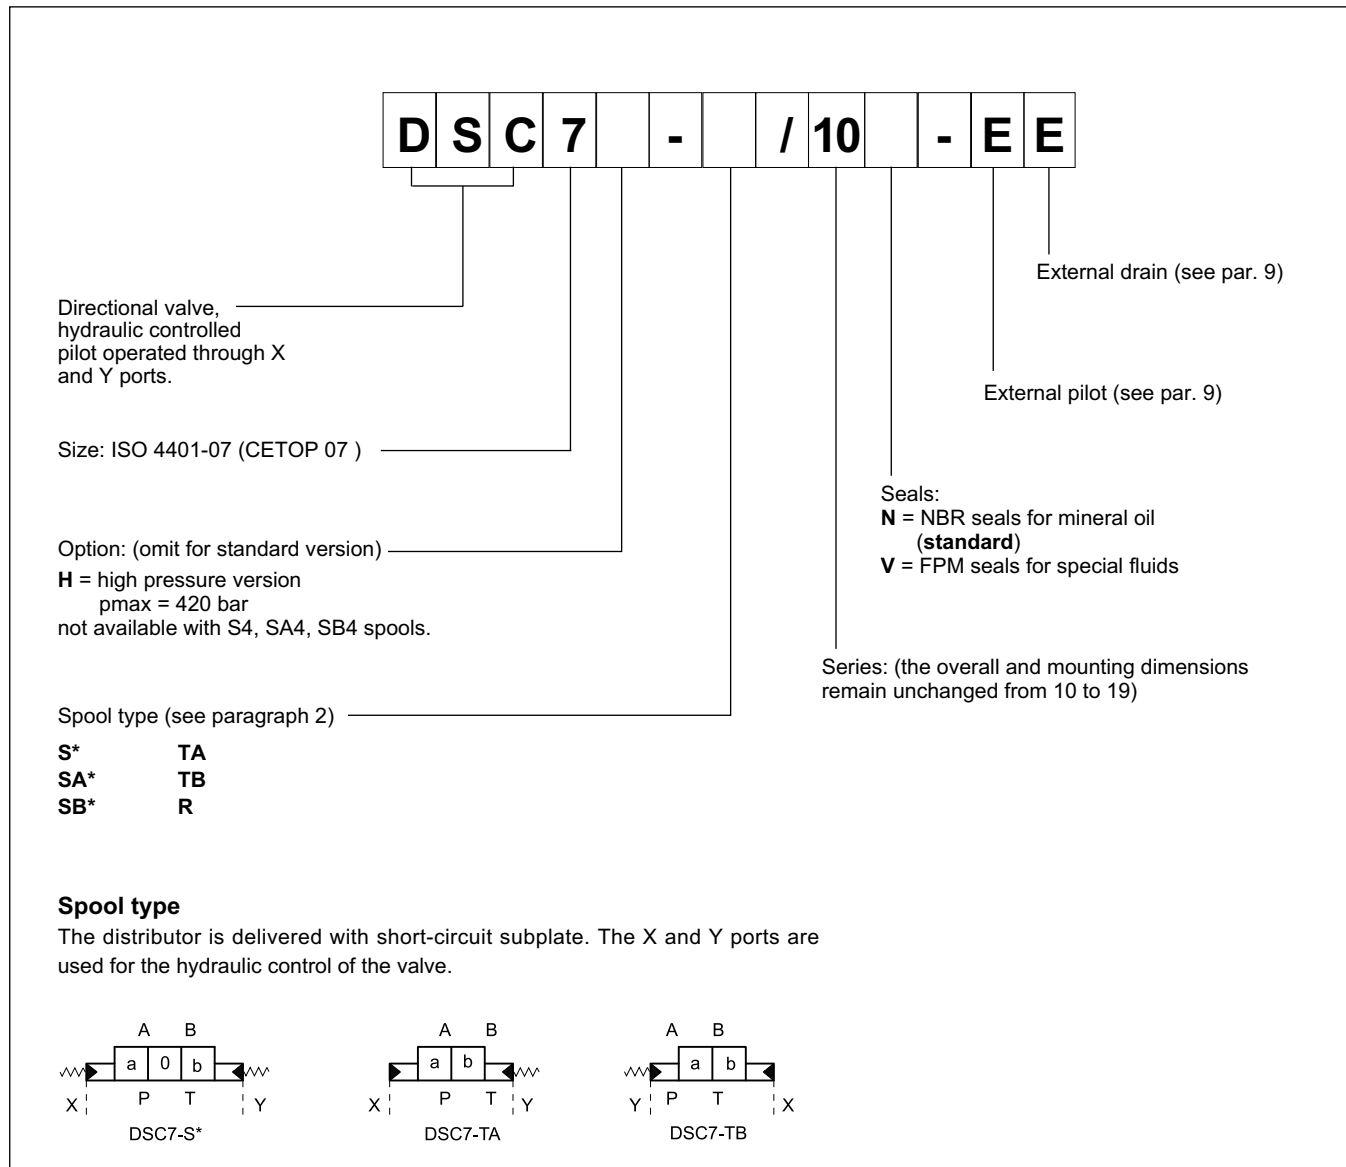 D S C 7 - / 10 - E E
External drain (see par. 9)
Directional valve,
hydraulic controlled
pilot operated through X
and Y ports.
External pilot (see par. 9)
Size: ISO 4401-07 (CETOP 07 )
Seals:
N = NBR seals for mineral oil
(standard)
V = FPM seals for special fluids
Option: (omit for standard version)
H = high pressure version
pmax = 420 bar
not available with S4, SA4, SB4 spools.
Series: (the overall and mounting dimensions
remain unchanged from 10 to 19)
Spool type (see paragraph 2)
S* TA
SA* TB
SB* R
Spool type
The distributor is delivered with short-circuit subplate. The X and Y ports are
used for the hydraulic control of the valve.
A B
a 0 b
X P T Y
DSC7-S*
A B
a b
X P T Y
DSC7-TA
A B
a b
Y P T X
DSC7-TB